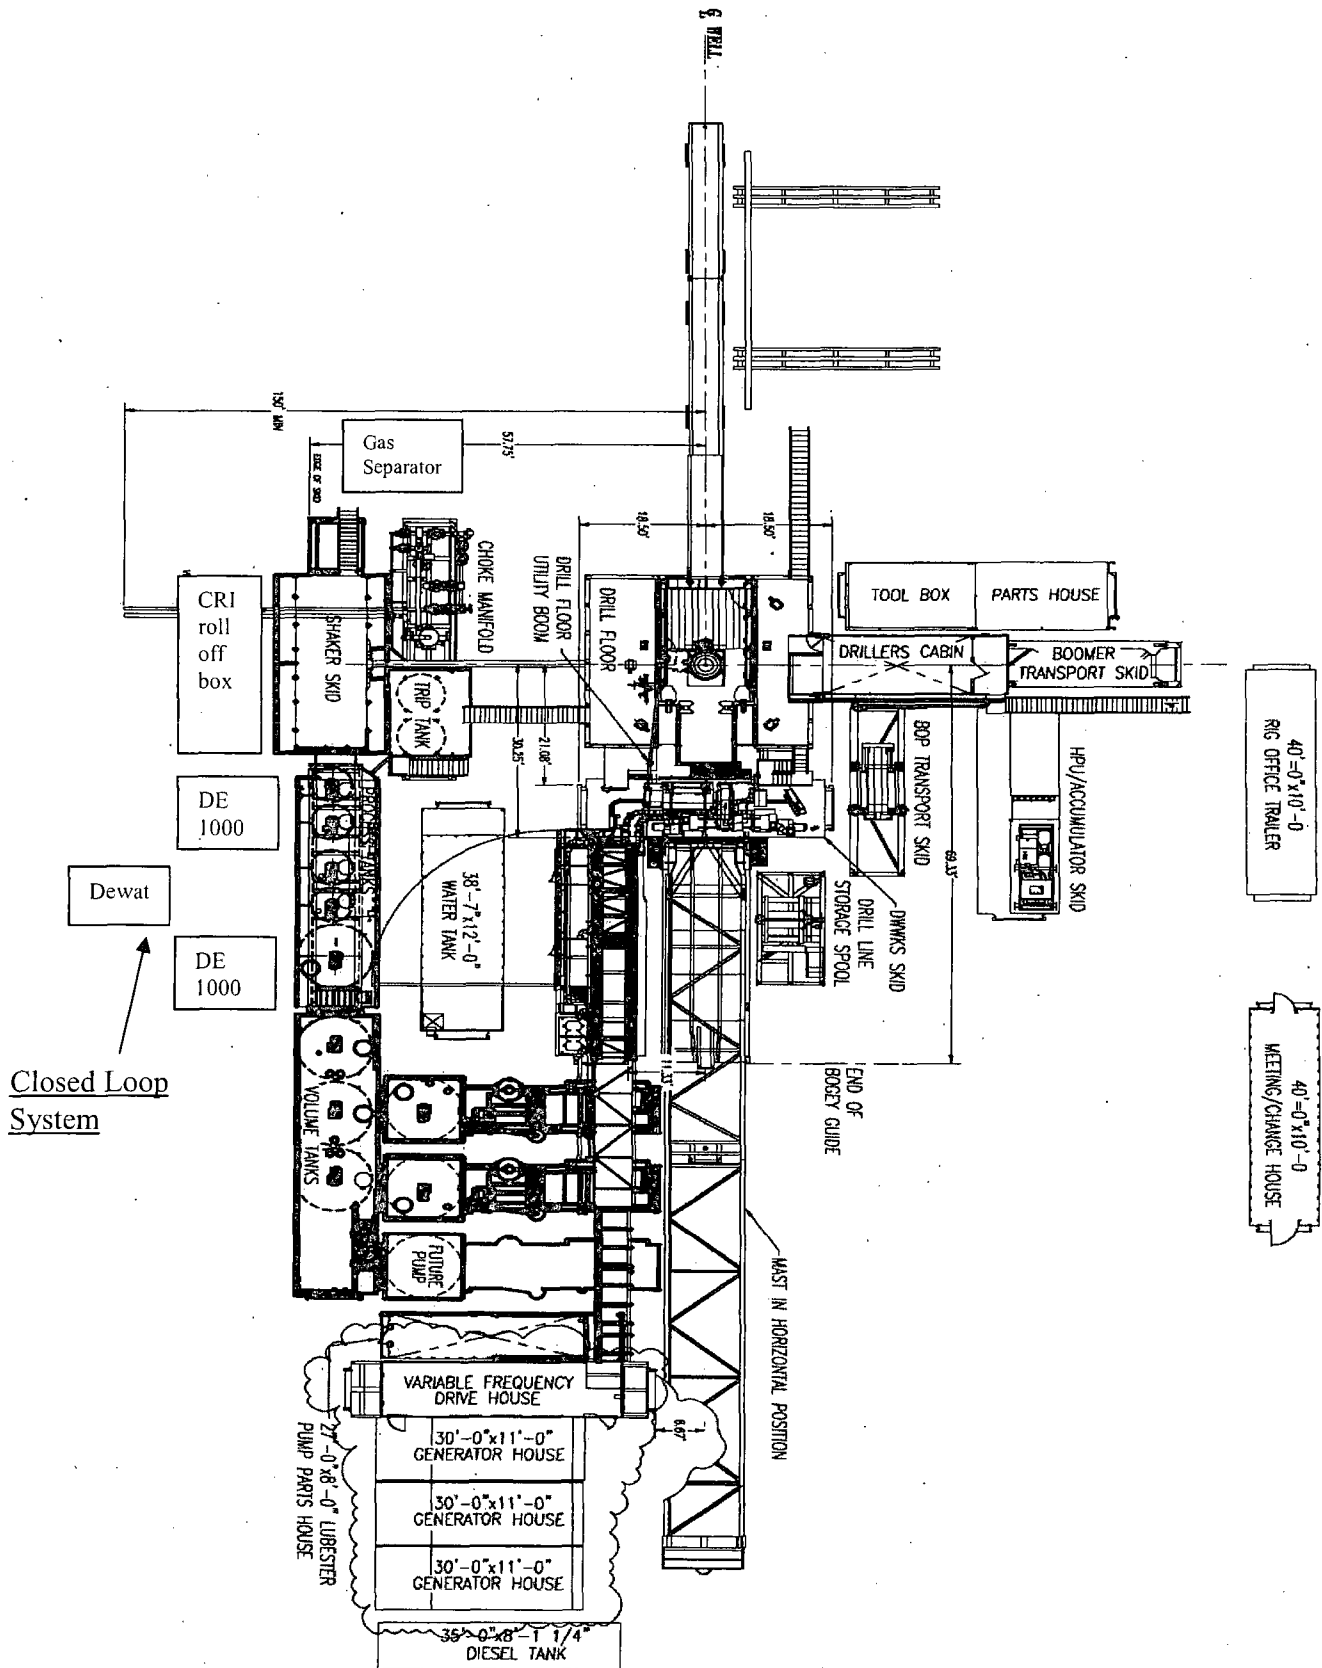 ℄ WELL
150' MIN
57.75'
Gas
Separator
EDGE OF SKID
18.50'
18.50'
CHOKE MANIFOLD
DRILL FLOOR
UTILITY BOOM
DRILL FLOOR
CRI
roll
off
box
SHAKER SKID
TRIP TANK
TOOL BOX
PARTS HOUSE
DRILLERS CABIN
BOOMER
TRANSPORT SKID
30.25'
21.08'
BOP TRANSPORT SKID
HPU/ACCUMULATOR SKID
40'=0"x10'-0
RIG OFFICE TRAILER
DE
1000
PROCESS TANKS
38'-7"x12'-0"
WATER TANK
Dewat
DE
1000
DWWKS SKID
DRILL LINE
STORAGE SPOOL
69.33'
Closed Loop
System
VOLUME TANKS
11.33'
END OF
BOGEY GUIDE
40'=0"x10'-0
MEETING/CHANGE HOUSE
FUTURE
PUMP
MAST IN HORIZONTAL POSITION
VARIABLE FREQUENCY
DRIVE HOUSE
6.67'
27'-0"x8'-0" LUBESTER
PUMP PARTS HOUSE
30'-0"x11'-0"
GENERATOR HOUSE
30'-0"x11'-0"
GENERATOR HOUSE
30'-0"x11'-0"
GENERATOR HOUSE
35'-0"x8'-1 1/4"
DIESEL TANK